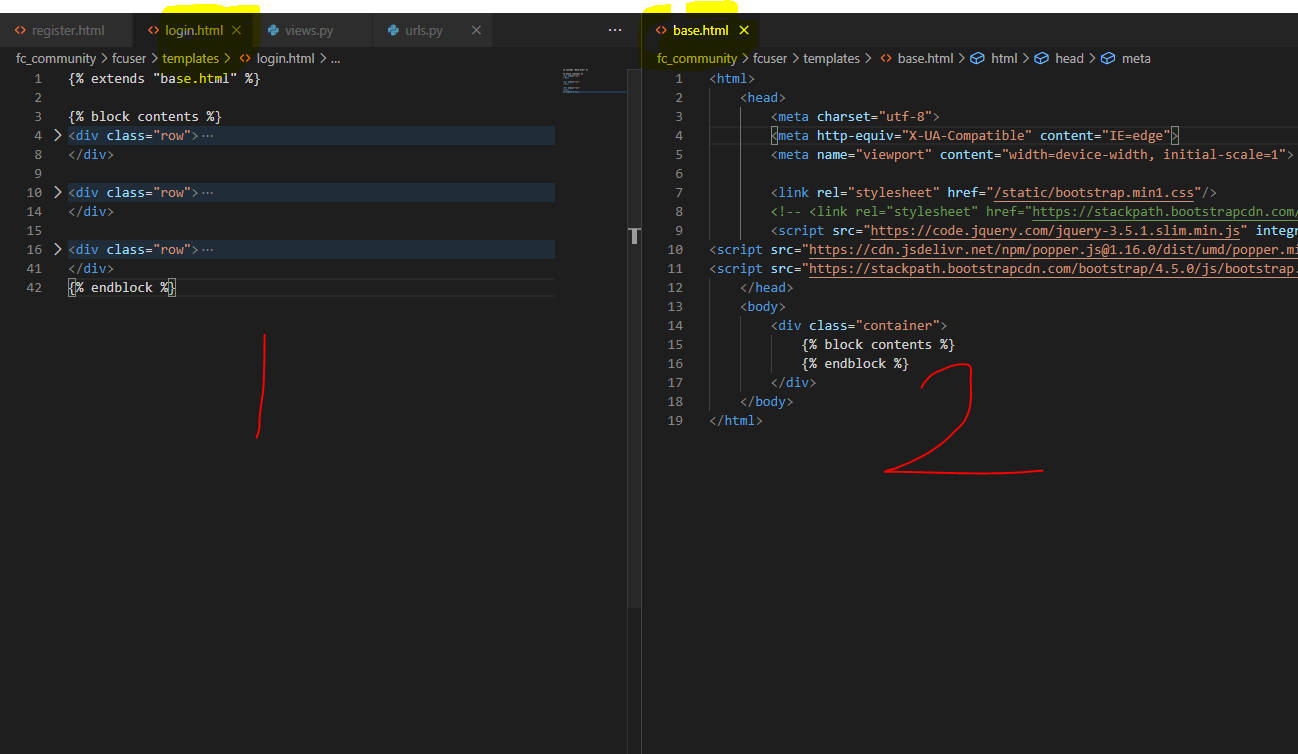 register.html login.html views.py urls.py
fc_community > fcuser > templates > login.html > ...
1 {% extends "base.html" %}
2
3 {% block contents %}
4 <div class="row">···
8 </div>
9
10 <div class="row">···
14 </div>
15
16 <div class="row">···
41 </div>
42 {% endblock %}
1
base.html
fc_community > fcuser > templates > base.html > html > head > meta
1 <html>
2 <head>
3 <meta charset="utf-8">
4 <meta http-equiv="X-UA-Compatible" content="IE=edge">
5 <meta name="viewport" content="width=device-width, initial-scale=1">
6
7 <link rel="stylesheet" href="/static/bootstrap.min1.css"/>
8 <!-- <link rel="stylesheet" href="https://stackpath.bootstrapcdn.com/
9 <script src="https://code.jquery.com/jquery-3.5.1.slim.min.js" integr
10 <script src="https://cdn.jsdelivr.net/npm/popper.js@1.16.0/dist/umd/popper.mi
11 <script src="https://stackpath.bootstrapcdn.com/bootstrap/4.5.0/js/bootstrap.
12 </head>
13 <body>
14 <div class="container">
15 {% block contents %}
16 {% endblock %}
17 </div>
18 </body>
19 </html>
2